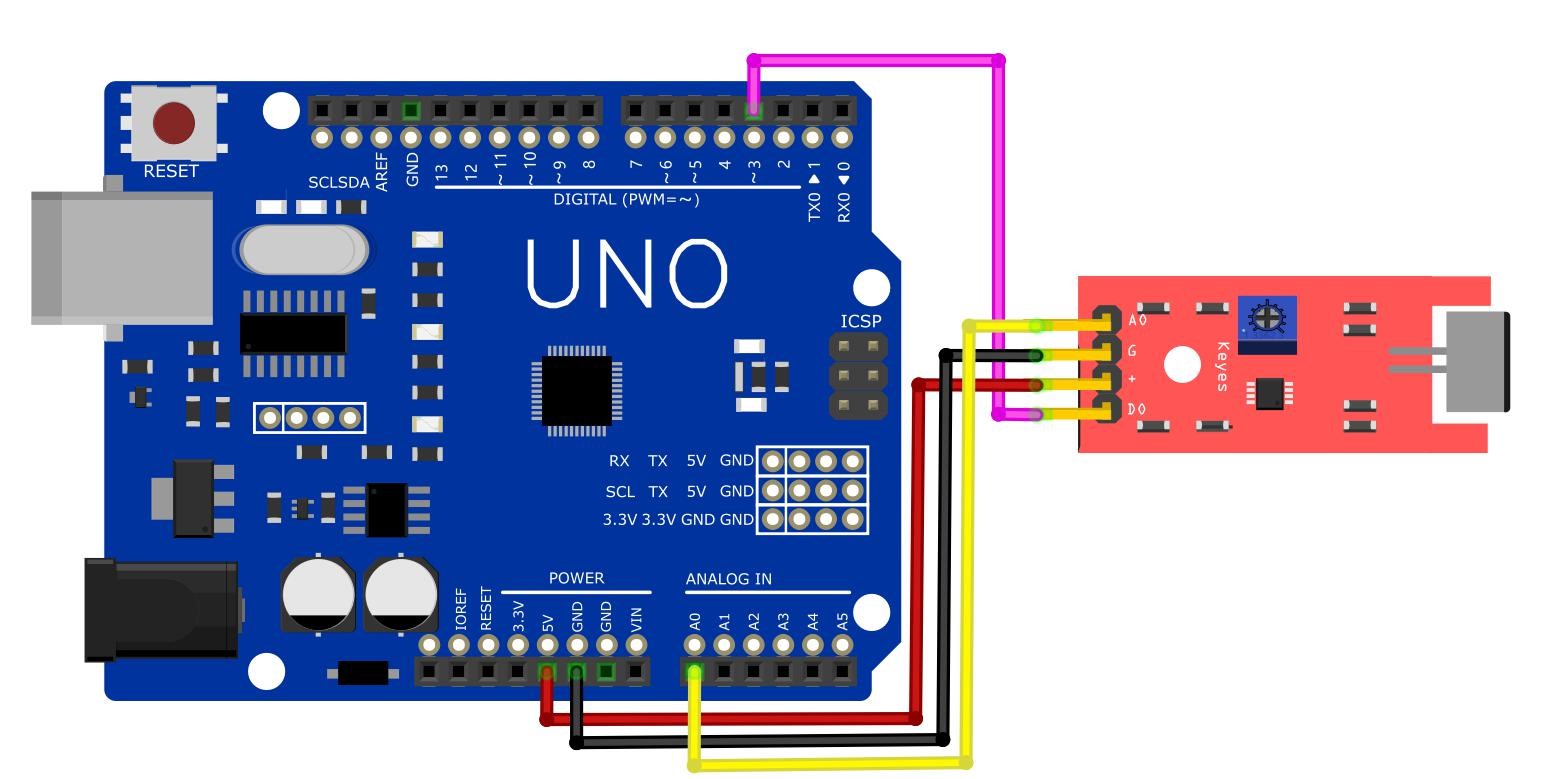 RESET
SCLSDA AREF GND 13 12 ~11 ~10 ~9 8 7 ~6 ~5 4 ~3 2 TX0 ▶ 1 RX0 ◀ 0
DIGITAL (PWM=~)
UNO
ICSP
RX TX 5V GND
SCL TX 5V GND
3.3V 3.3V GND GND
POWER
ANALOG IN
IOREF RESET 3.3V 5V GND GND VIN
A0 A1 A2 A3 A4 A5
A0
G
+
D0
Keyes